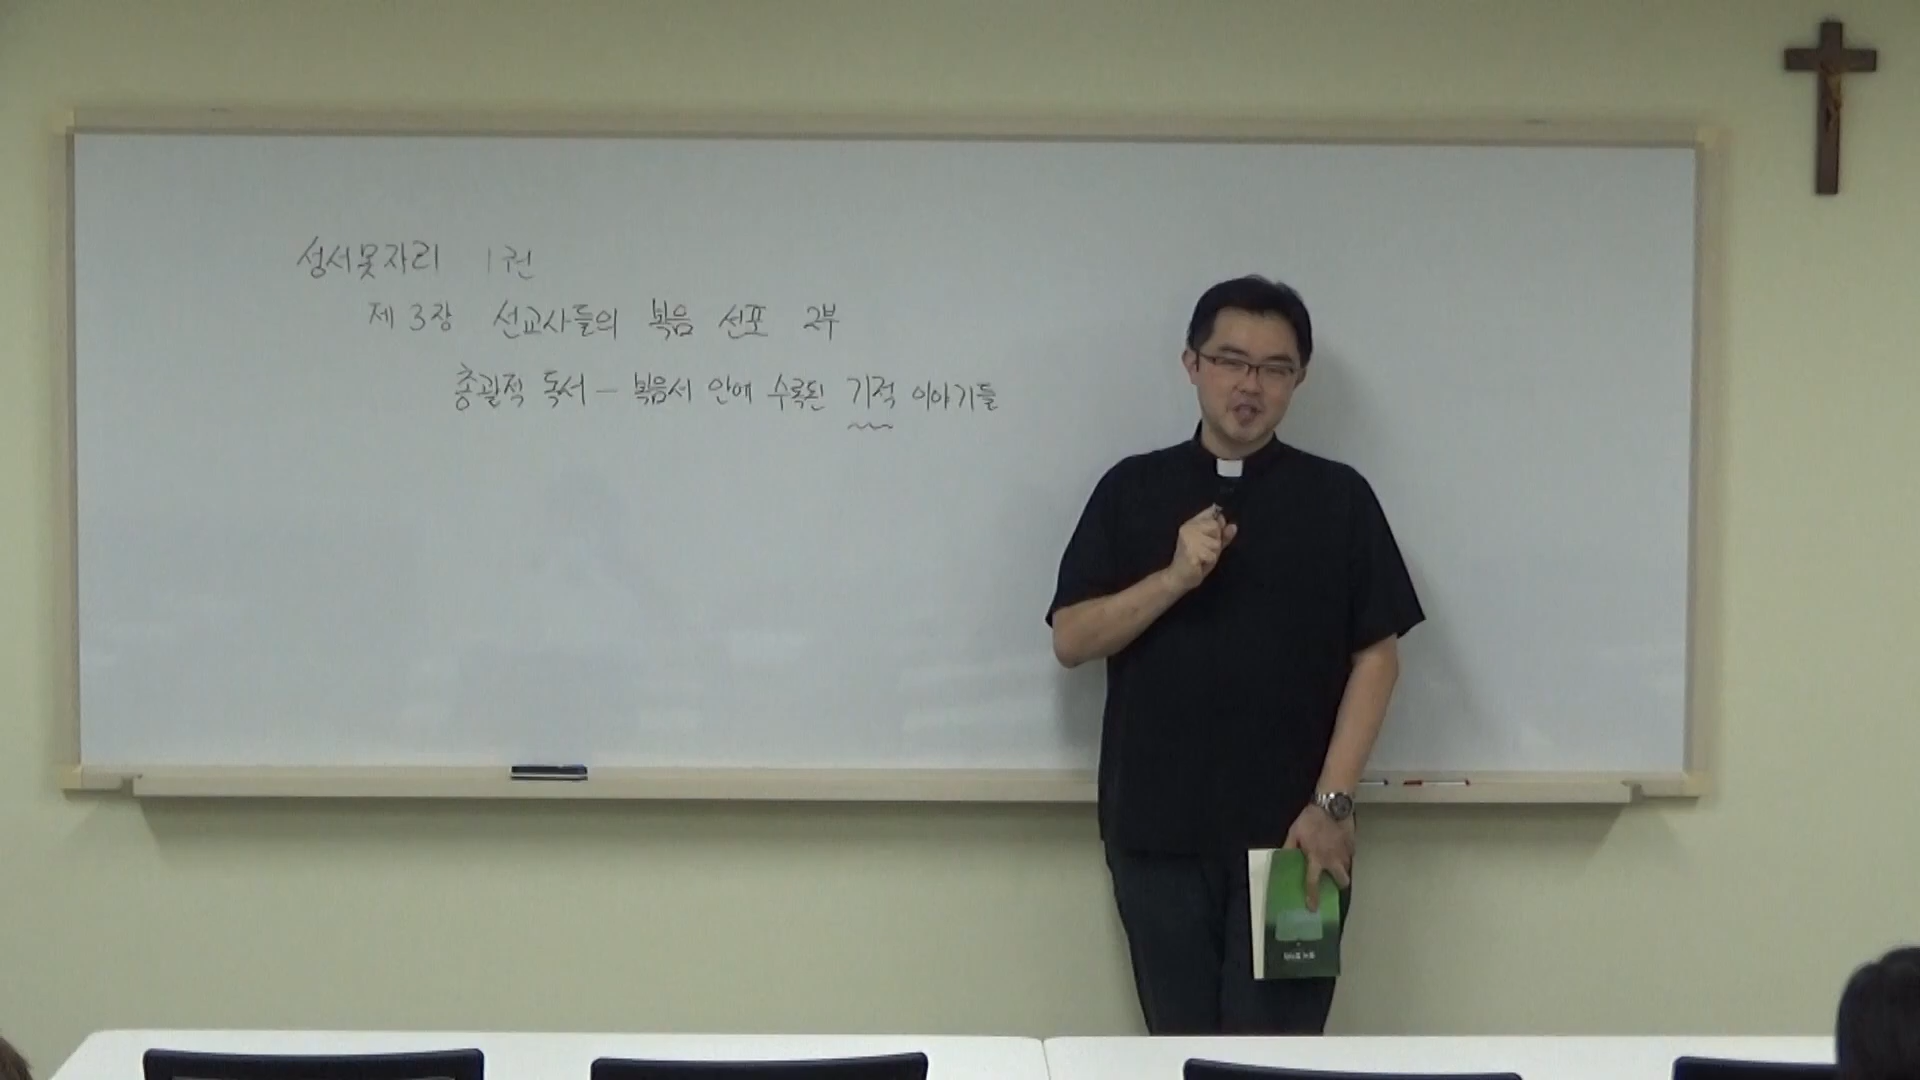 성서못자리 1권
제 3장 선교사들의 복음 선포 2부
총괄적 독서 - 복음서 안에 수록된 기적 이야기들